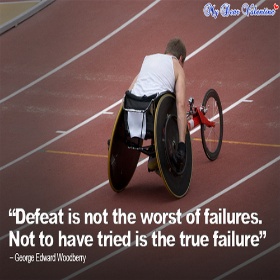 My Dear Valentine
“Defeat is not the worst of failures.
Not to have tried is the true failure”
– George Edward Woodberry